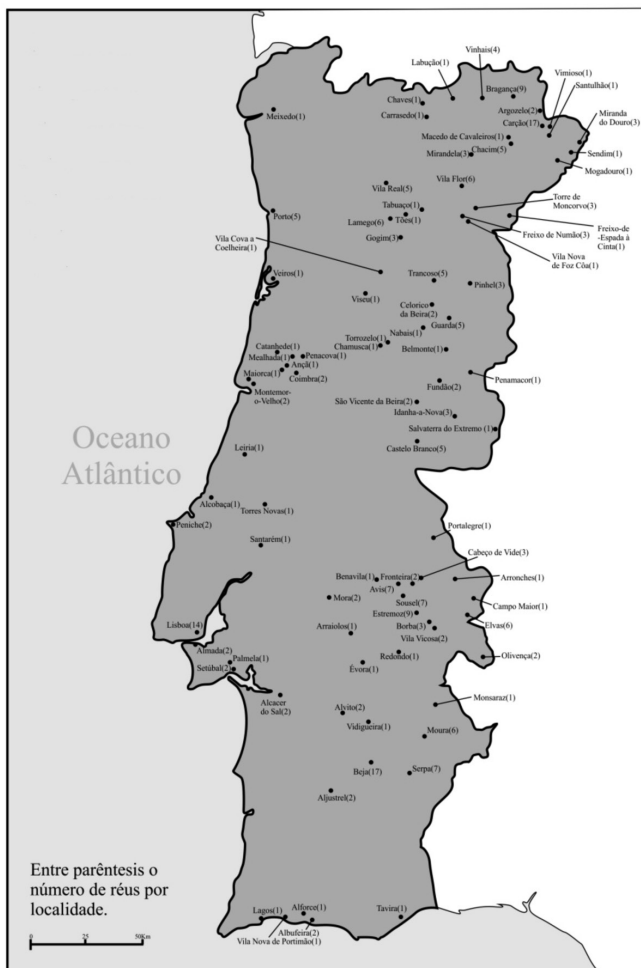 Vinhais(4)
Labução(1)
Vimioso(1)
Santulhão(1)
Bragança(9)
Chaves(1)
Argozelo(2)
Miranda
do Douro(3)
Meixedo(1)
Carrasedo(1)
Carção(17)
Macedo de Cavaleiros(1)
Chacim(5)
Sendim(1)
Mirandela(3)
Mogadouro(1)
Vila Flor(6)
Vila Real(5)
Torre de
Moncorvo(3)
Tabuaço(1)
Porto(5)
Lamego(6)
Tões(1)
Freixo-de
-Espada à
Cinta(1)
Freixo de Numão(3)
Gogim(3)
Vila Cova a
Coelheira(1)
Vila Nova
de Foz Côa(1)
Veiros(1)
Trancoso(5)
Pinhel(3)
Viseu(1)
Celorico
da Beira(2)
Guarda(5)
Nabais(1)
Torrozelo(1)
Chamusca(1)
Catanhede(1)
Belmonte(1)
Mealhada(1)
Penacova(1)
Ançã(1)
Maiorca(1)
Coimbra(2)
Penamacor(1)
Fundão(2)
Montemor-
o-Velho(2)
São Vicente da Beira(2)
Idanha-a-Nova(3)
Salvaterra do Extremo (1)
Oceano
Atlântico
Castelo Branco(5)
Leiria(1)
Alcobaça(1)
Torres Novas(1)
Peniche(2)
Portalegre(1)
Santarém(1)
Cabeço de Vide(3)
Benavila(1)
Fronteira(2)
Arronches(1)
Avis(7)
Mora(2)
Sousel(7)
Campo Maior(1)
Estremoz(9)
Elvas(6)
Borba(3)
Lisboa(14)
Arraiolos(1)
Vila Vicosa(2)
Almada(2)
Redondo(1)
Olivença(2)
Palmela(1)
Setúbal(2)
Évora(1)
Alcacer
do Sal(2)
Monsaraz(1)
Alvito(2)
Vidigueira(1)
Moura(6)
Beja(17)
Serpa(7)
Aljustrel(2)
Entre parêntesis o
número de réus por
localidade.
Lagos(1)
Alforce(1)
Tavira(1)
Albufeira(2)
Vila Nova de Portimão(1)
0 25 50Km